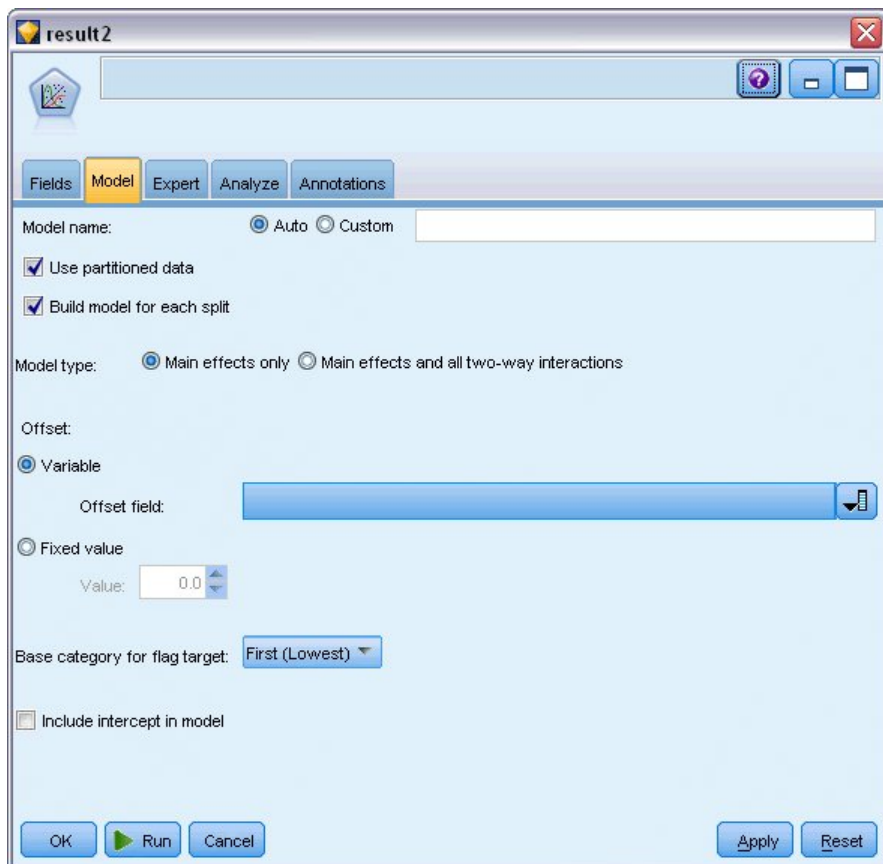 result2
?
Fields Model Expert Analyze Annotations
Model name: Auto Custom
Use partitioned data
Build model for each split
Model type: Main effects only Main effects and all two-way interactions
Offset:
Variable
Offset field:
Fixed value
Value: 0.0
Base category for flag target: First (Lowest)
Include intercept in model
OK Run Cancel Apply Reset